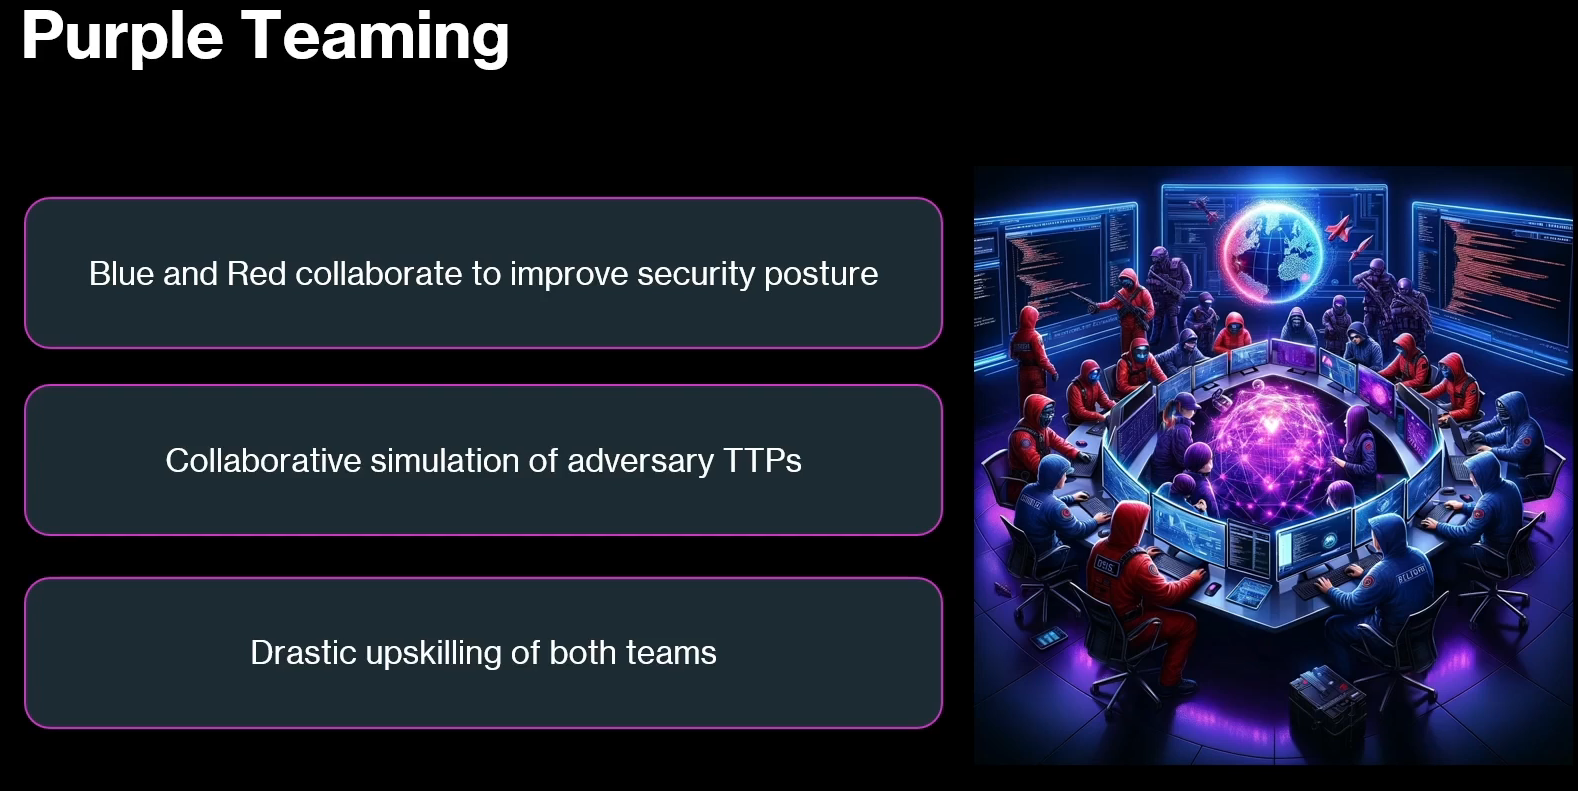 Purple Teaming
Blue and Red collaborate to improve security posture
Collaborative simulation of adversary TTPs
Drastic upskilling of both teams